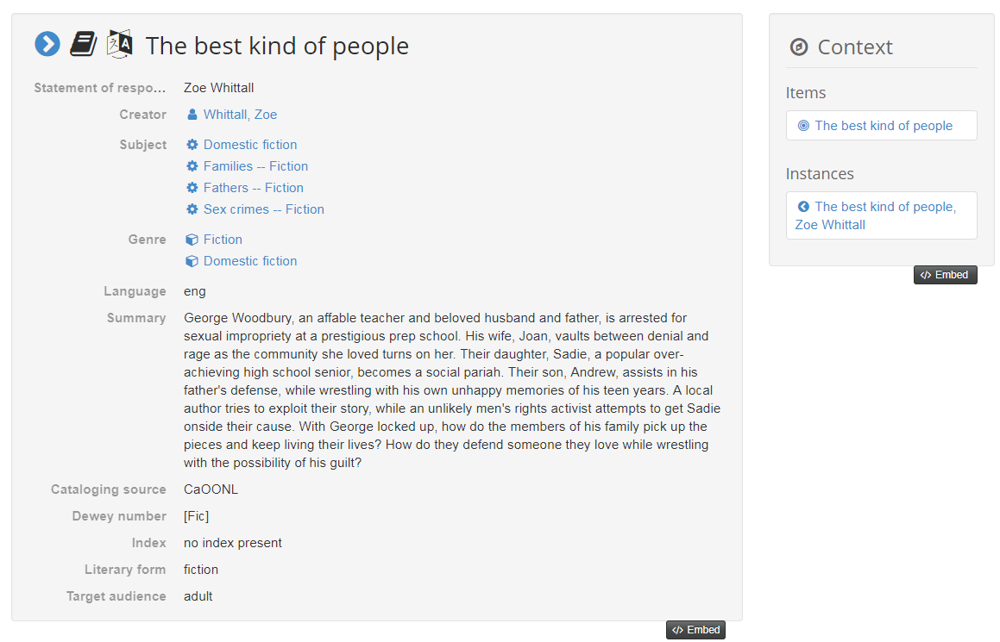 The best kind of people
Statement of respo... Zoe Whittall
Creator Whittall, Zoe
Subject Domestic fiction
Families -- Fiction
Fathers -- Fiction
Sex crimes -- Fiction
Genre Fiction
Domestic fiction
Language eng
Summary George Woodbury, an affable teacher and beloved husband and father, is arrested for
sexual impropriety at a prestigious prep school. His wife, Joan, vaults between denial and
rage as the community she loved turns on her. Their daughter, Sadie, a popular over-
achieving high school senior, becomes a social pariah. Their son, Andrew, assists in his
father's defense, while wrestling with his own unhappy memories of his teen years. A local
author tries to exploit their story, while an unlikely men's rights activist attempts to get Sadie
onside their cause. With George locked up, how do the members of his family pick up the
pieces and keep living their lives? How do they defend someone they love while wrestling
with the possibility of his guilt?
Cataloging source CaOONL
Dewey number [Fic]
Index no index present
Literary form fiction
Target audience adult
</> Embed
Context
Items
The best kind of people
Instances
The best kind of people,
Zoe Whittall
</> Embed